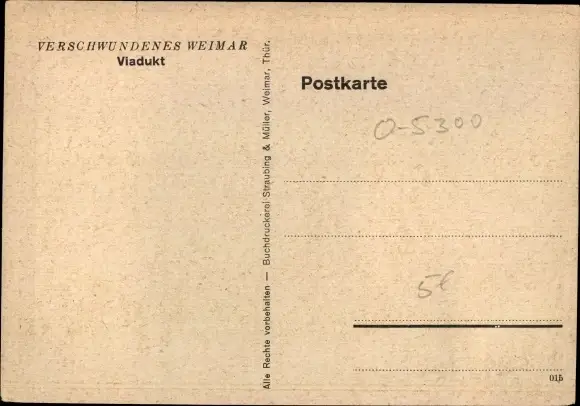 VERSCHWUNDENES WEIMAR
Viadukt
Alle Rechte vorbehalten — Buchdruckerei Straubing & Müller, Weimar, Thür.
Postkarte
O-5300
5€
015